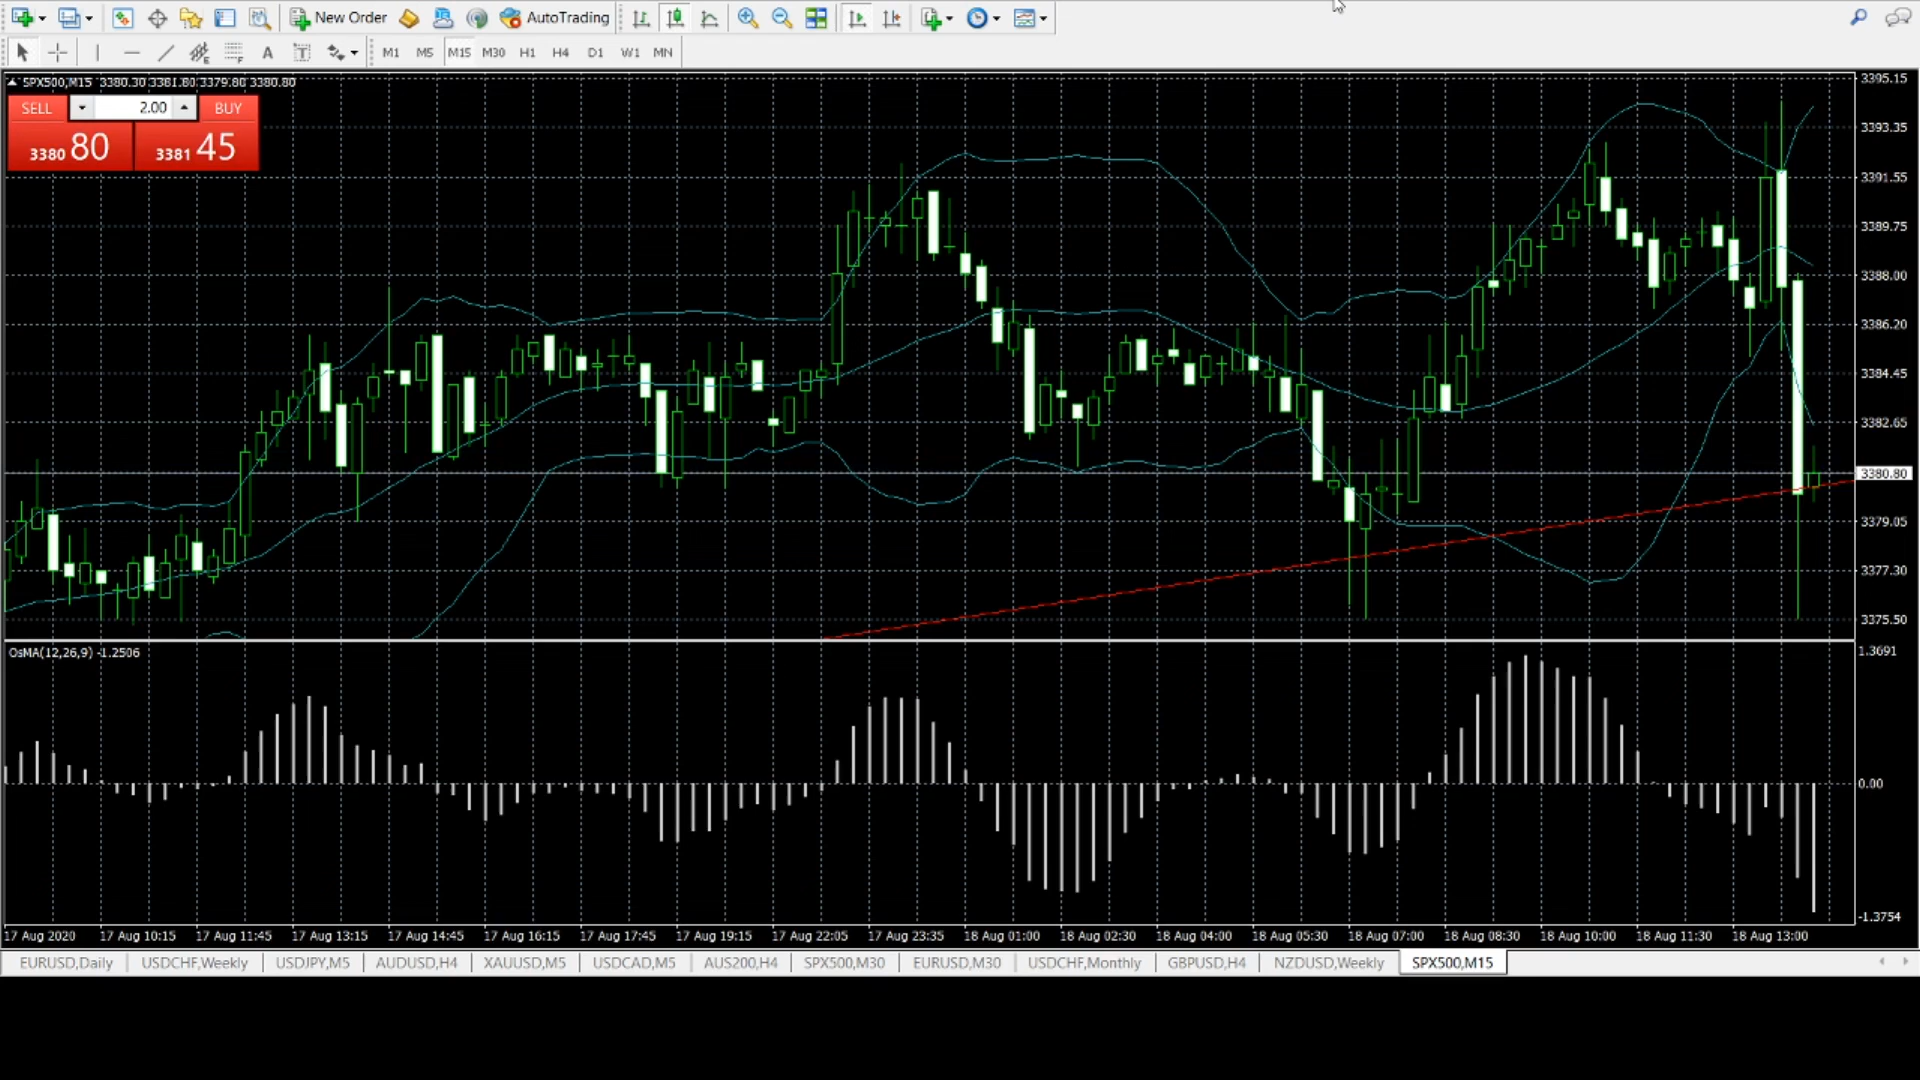 New Order AutoTrading
A T M1 M5 M15 M30 H1 H4 D1 W1 MN
SPX500,M15 3380.30 3381.80 3379.80 3380.80
SELL 2.00 BUY
3380 80 3381 45
3395.15
3393.35
3391.55
3389.75
3388.00
3386.20
3384.45
3382.65
3380.80
3379.05
3377.30
3375.50
OsMA(12,26,9) -1.2506
1.3691
0.00
-1.3754
17 Aug 2020 17 Aug 10:15 17 Aug 11:45 17 Aug 13:15 17 Aug 14:45 17 Aug 16:15 17 Aug 17:45 17 Aug 19:15 17 Aug 22:05 17 Aug 23:35 18 Aug 01:00 18 Aug 02:30 18 Aug 04:00 18 Aug 05:30 18 Aug 07:00 18 Aug 08:30 18 Aug 10:00 18 Aug 11:30 18 Aug 13:00
EURUSD,Daily USDCHF,Weekly USDJPY,M5 AUDUSD,H4 XAUUSD,M5 USDCAD,M5 AUS200,H4 SPX500,M30 EURUSD,M30 USDCHF,Monthly GBPUSD,H4 NZDUSD,Weekly SPX500,M15